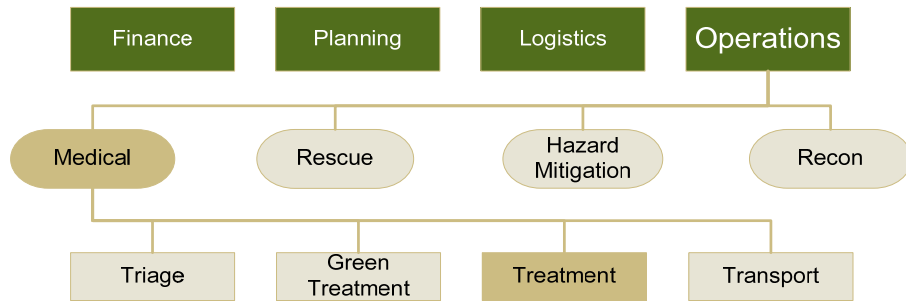 Finance
Planning
Logistics
Operations
Medical
Rescue
Hazard
Mitigation
Recon
Triage
Green
Treatment
Treatment
Transport